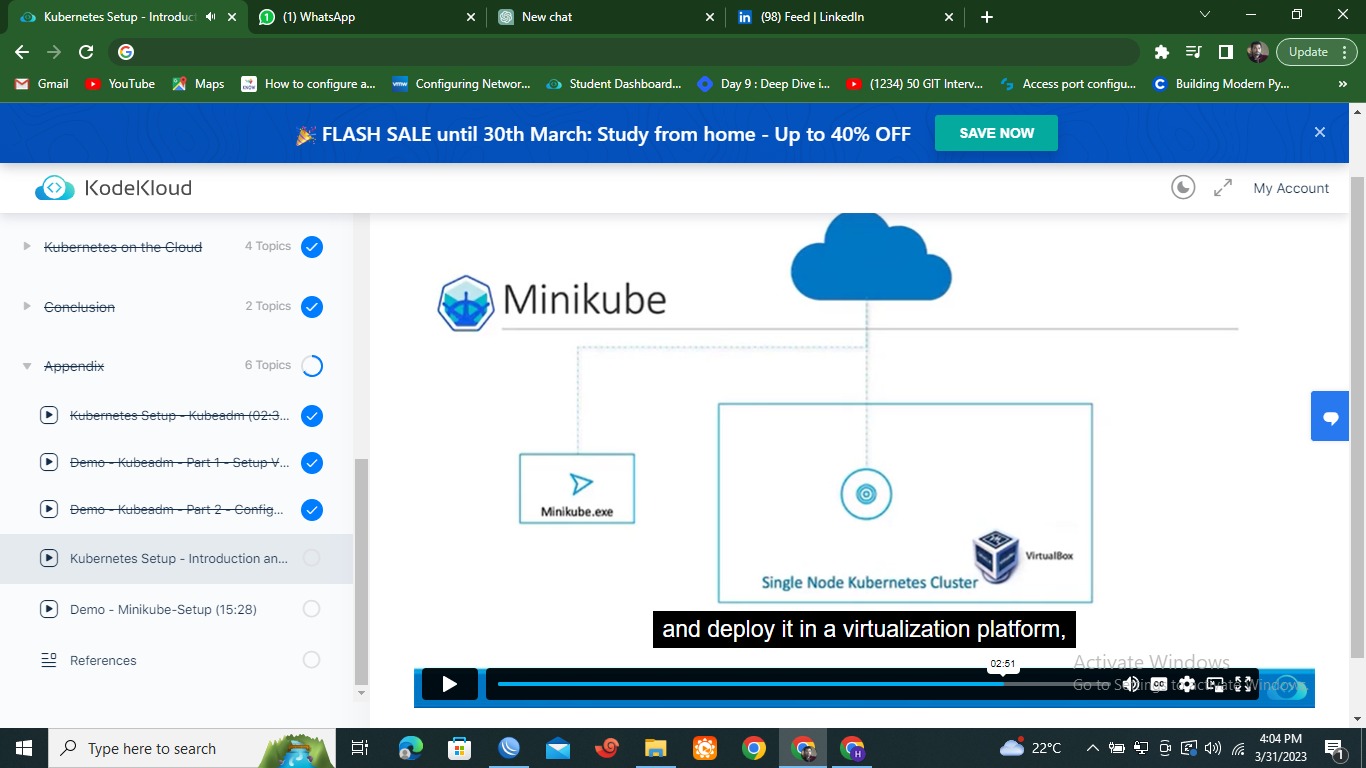 Kubernetes Setup - Introduct
(1) WhatsApp
New chat
(98) Feed | LinkedIn
Update
Gmail
YouTube
Maps
How to configure a...
Configuring Networ...
Student Dashboard...
Day 9 : Deep Dive i...
(1234) 50 GIT Interv...
Access port configu...
Building Modern Py...
»
FLASH SALE until 30th March: Study from home - Up to 40% OFF
SAVE NOW
KodeKloud
My Account
Kubernetes on the Cloud
4 Topics
Conclusion
2 Topics
Appendix
6 Topics
Kubernetes Setup - Kubeadm (02:3...
Demo - Kubeadm - Part 1 - Setup V...
Demo - Kubeadm - Part 2 - Config...
Kubernetes Setup - Introduction an...
Demo - Minikube-Setup (15:28)
References
Minikube
Minikube.exe
VirtualBox
Single Node Kubernetes Cluster
and deploy it in a virtualization platform,
02:51
CC
Activate Windows
Go to Settings to activate Windows.
Type here to search
22°C
4:04 PM
3/31/2023
1